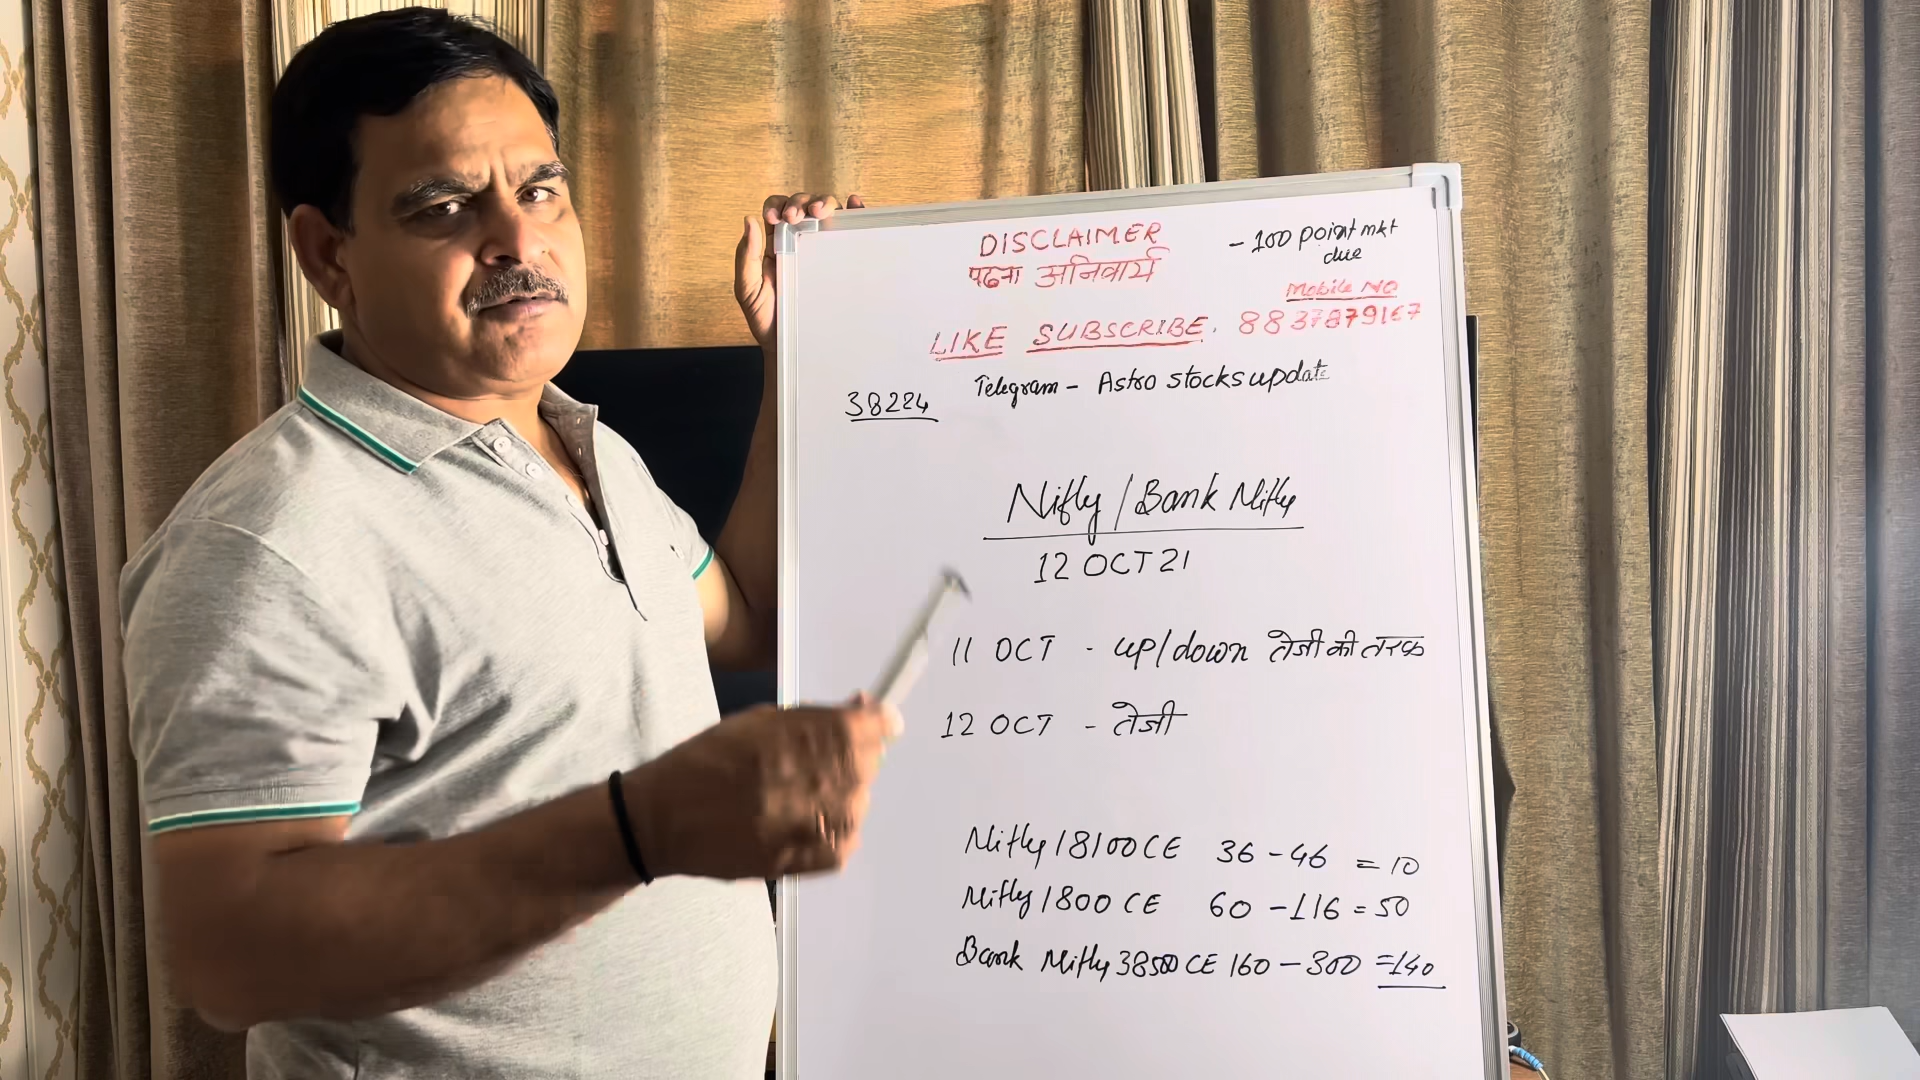 DISCLAIMER
पढना अनिवार्य
- 100 point mkt
due
Mobile NO
LIKE SUBSCRIBE. 8837879167
Telegram - Astro stocks update
38224
Nifty / Bank Nifty
12 OCT 21
11 OCT - up/down तेजी की तरफ
12 OCT - तेजी
Nifty 18100 CE 36 - 46 = 10
Nifty 1800 CE 60 - 116 = 50
Bank Nifty 38500 CE 160 - 300 = 140